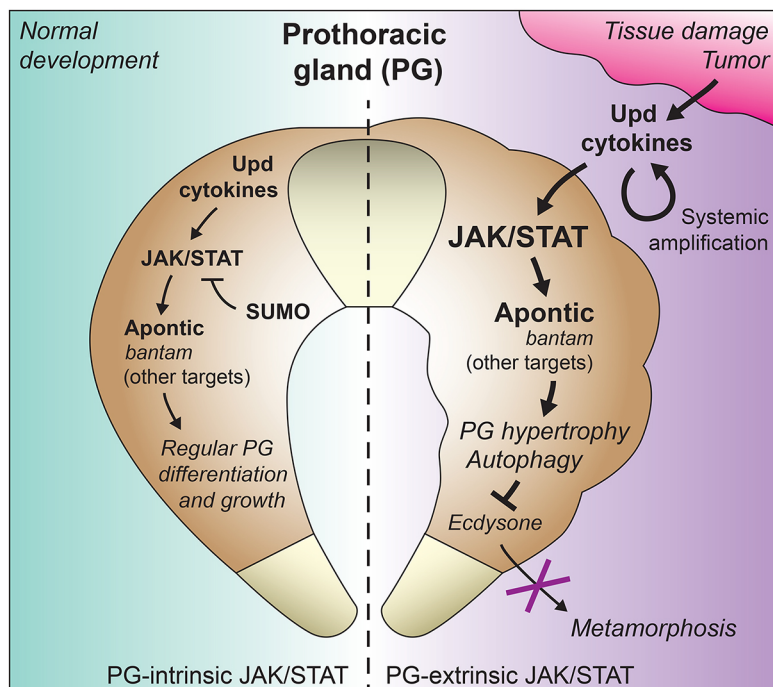 Normal
development
Prothoracic
gland (PG)
Tissue damage
Tumor
Upd
cytokines
JAK/STAT
SUMO
Apontic
bantam
(other targets)
Regular PG
differentiation
and growth
PG-intrinsic JAK/STAT
Upd
cytokines
Systemic
amplification
JAK/STAT
Apontic
bantam
(other targets)
PG hypertrophy
Autophagy
Ecdysone
Metamorphosis
PG-extrinsic JAK/STAT